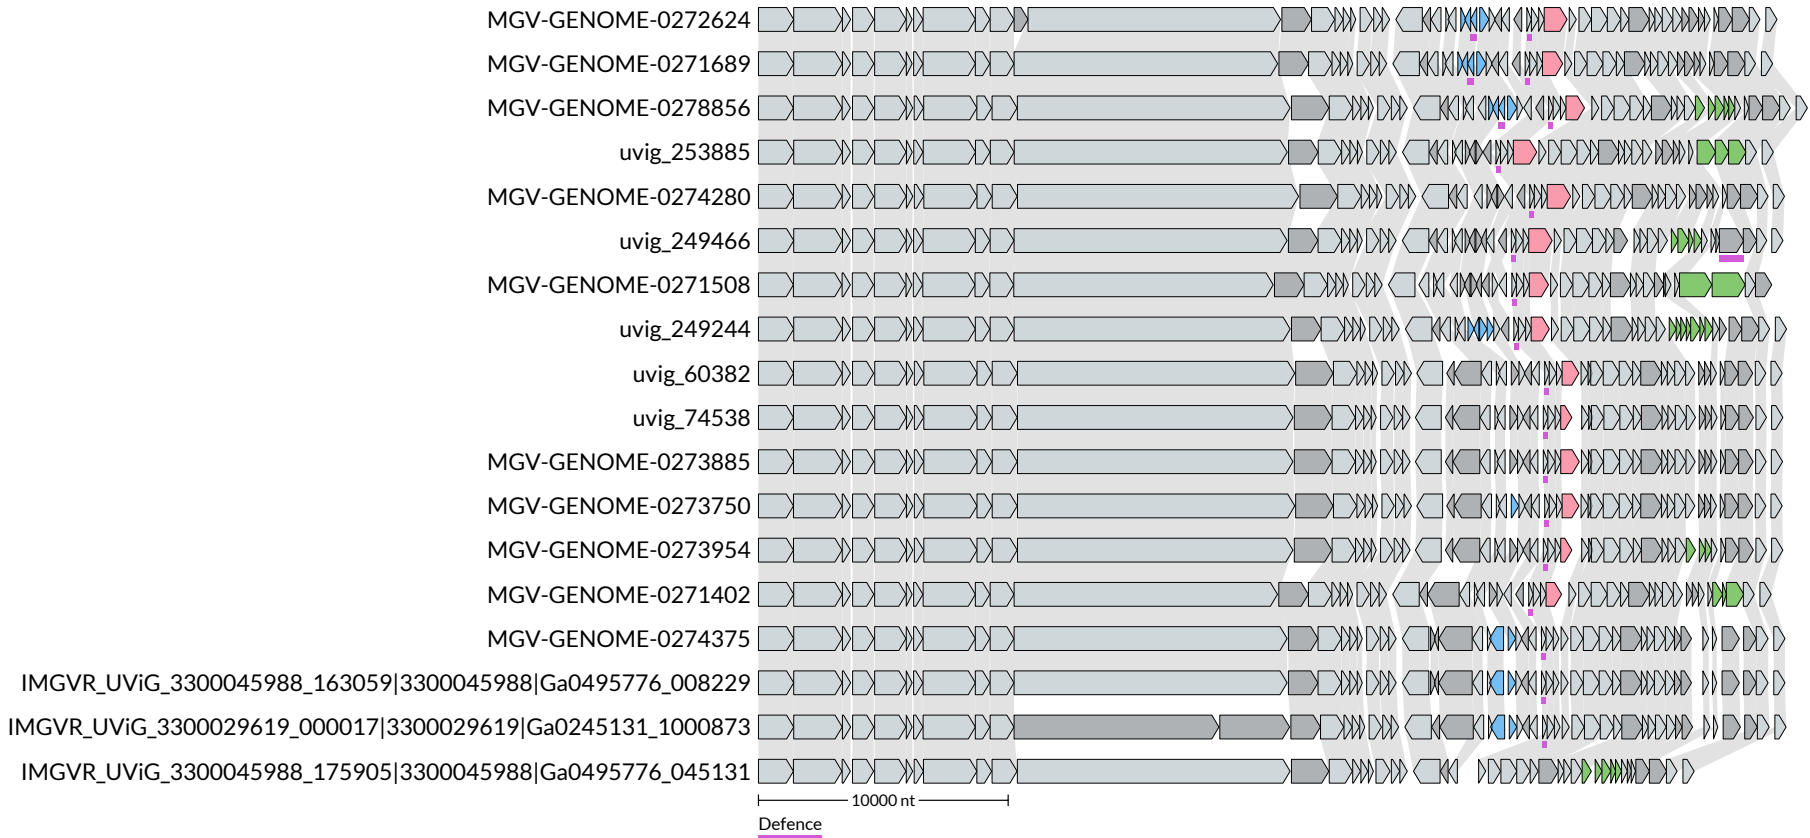 MGV-GENOME-0272624
MGV-GENOME-0271689
MGV-GENOME-0278856
uvig_253885
MGV-GENOME-0274280
uvig_249466
MGV-GENOME-0271508
uvig_249244
uvig_60382
uvig_74538
MGV-GENOME-0273885
MGV-GENOME-0273750
MGV-GENOME-0273954
MGV-GENOME-0271402
MGV-GENOME-0274375
IMGVR_UViG_3300045988_163059|3300045988|Ga0495776_008229
IMGVR_UViG_3300029619_000017|3300029619|Ga0245131_1000873
IMGVR_UViG_3300045988_175905|3300045988|Ga0495776_045131
10000 nt
Defence